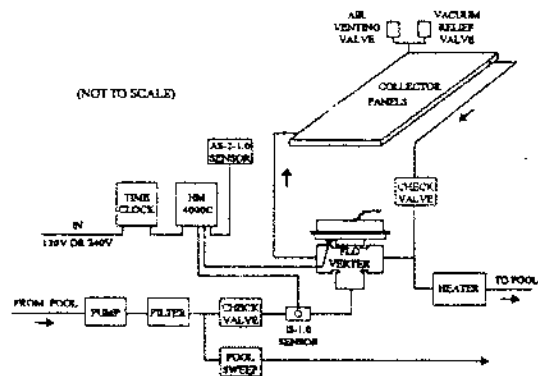 AIR
VENTING
VALVE
VACUUM
RELIEF
VALVE
(NOT TO SCALE)
COLLECTOR
PANELS
AS-2-1.0
SENSOR
TIME
CLOCK
HM
4000C
CHECK
VALVE
IN
120V OR 240V
FLO
VERTER
FROM POOL
PUMP
FILTER
CHECK
VALVE
IS-1.0
SENSOR
HEATER
TO POOL
POOL
SWEEP